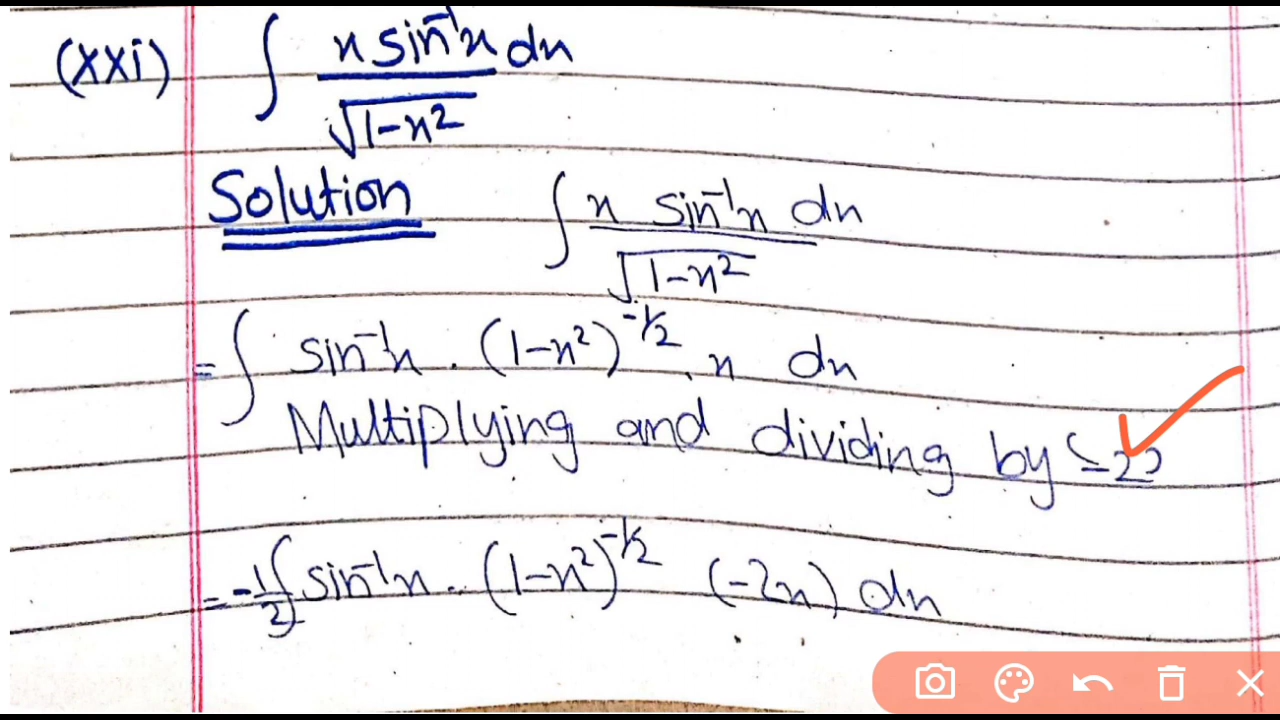 (xxi) ∫ x sin⁻¹x dx / √1-x²
Solution ∫ x sin⁻¹x dx / √1-x²
= ∫ sin⁻¹x . (1-x²)^-1/2 . x dx
Multiplying and dividing by (-2)
= -1/2 ∫ sin⁻¹x . (1-x²)^-1/2 (-2x) dx